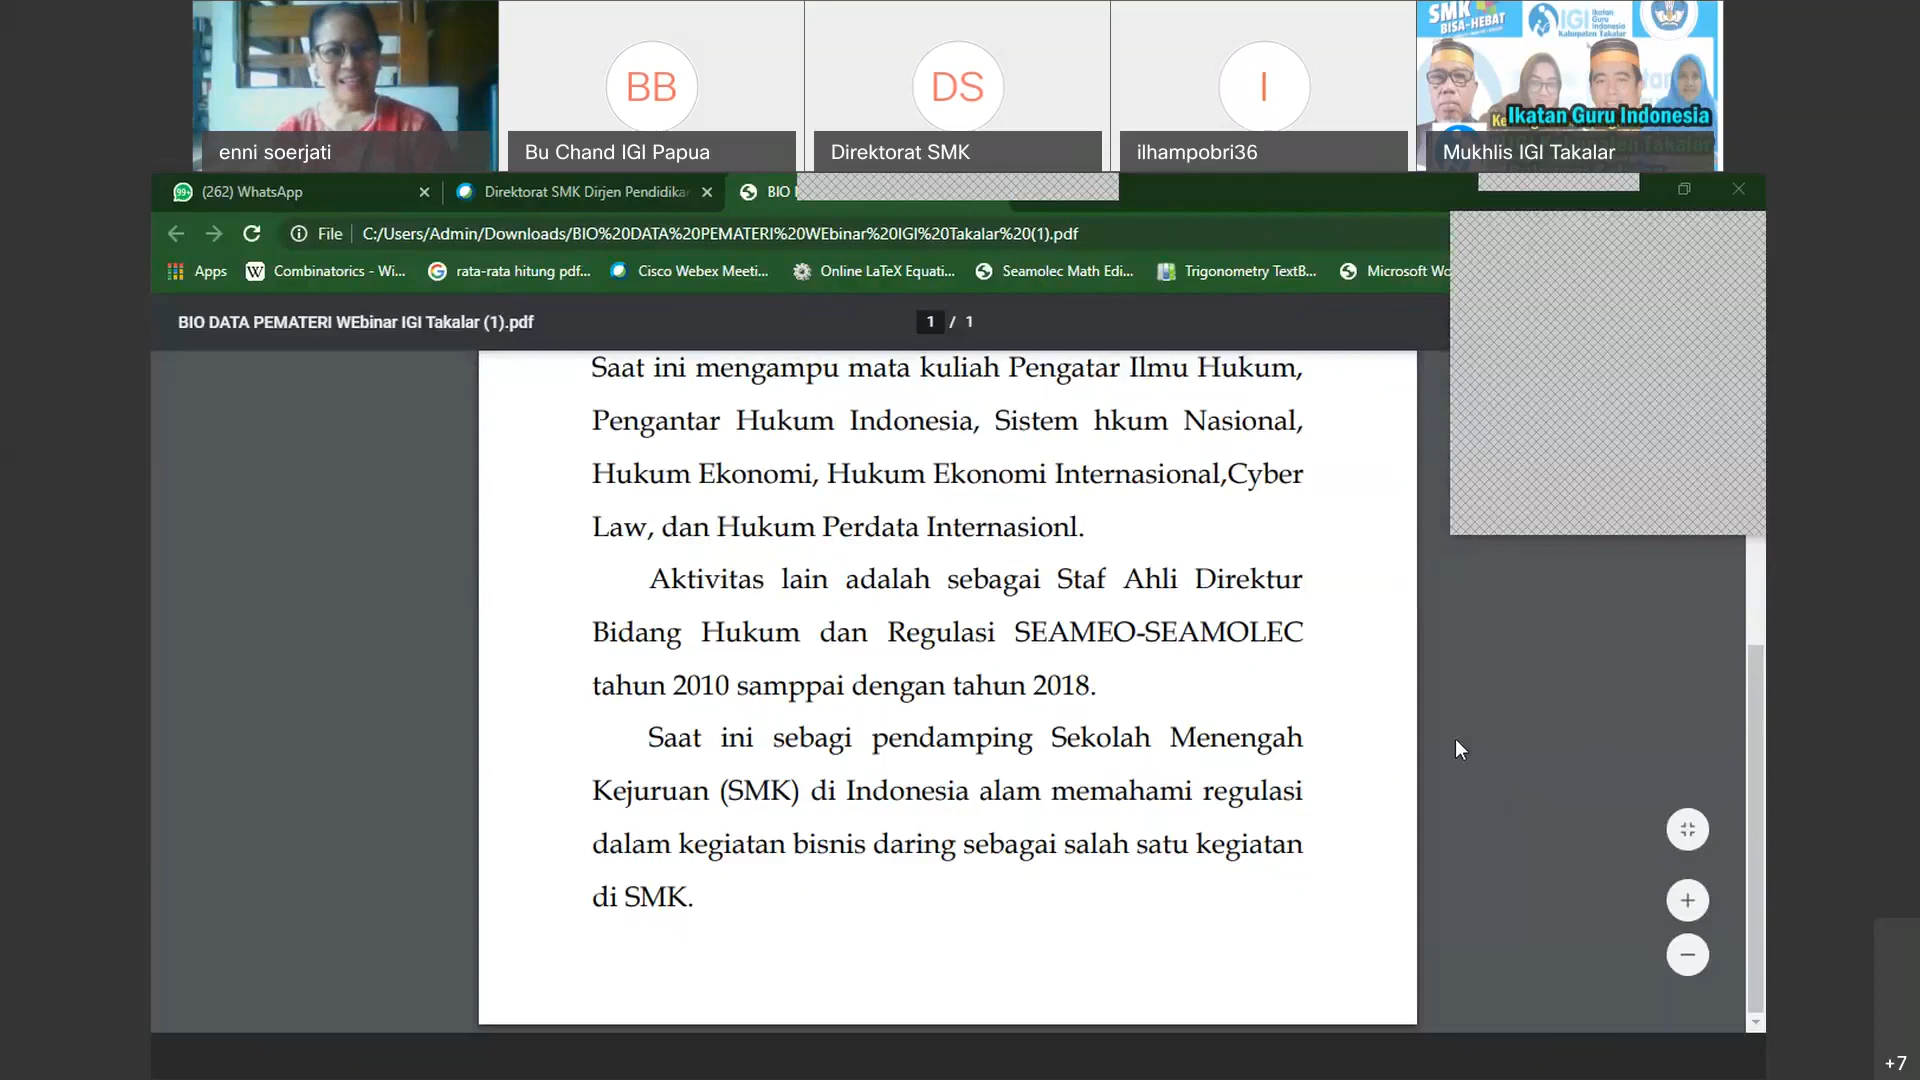 SMK
BISA-HEBAT
IGI
Ikatan
Guru
Indonesia
Kabupaten Takalar
BB
DS
I
Ikatan Guru Indonesia
enni soerjati
Bu Chand IGI Papua
Direktorat SMK
ilhampobri36
Mukhlis IGI Takalar
99+
(262) WhatsApp
Direktorat SMK Dirjen Pendidika
BIO
File
C:/Users/Admin/Downloads/BIO%20DATA%20PEMATERI%20WEbinar%20IGI%20Takalar%20(1).pdf
Apps
Combinatorics - Wi...
rata-rata hitung pdf...
Cisco Webex Meeti...
Online LaTeX Equati...
Seamolec Math Edi...
Trigonometry TextB...
Microsoft Wo
BIO DATA PEMATERI WEbinar IGI Takalar (1).pdf
1 / 1
Saat ini mengampu mata kuliah Pengatar Ilmu Hukum,
Pengantar Hukum Indonesia, Sistem hkum Nasional,
Hukum Ekonomi, Hukum Ekonomi Internasional,Cyber
Law, dan Hukum Perdata Internasionl.
Aktivitas lain adalah sebagai Staf Ahli Direktur
Bidang Hukum dan Regulasi SEAMEO-SEAMOLEC
tahun 2010 samppai dengan tahun 2018.
Saat ini sebagi pendamping Sekolah Menengah
Kejuruan (SMK) di Indonesia alam memahami regulasi
dalam kegiatan bisnis daring sebagai salah satu kegiatan
di SMK.
+7